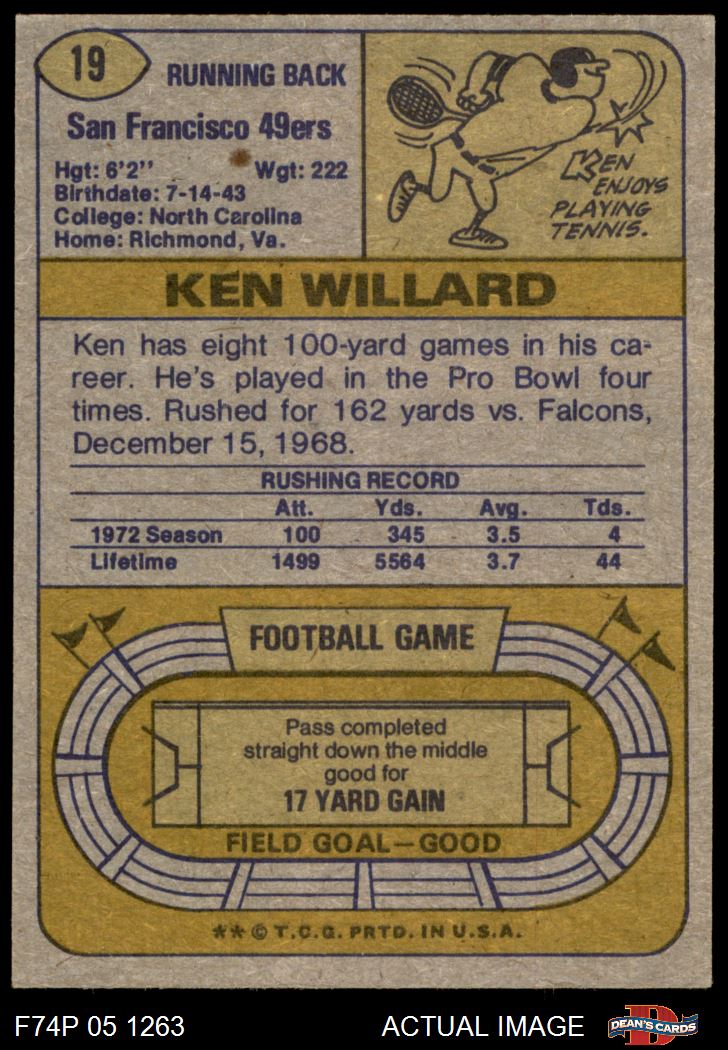 19
RUNNING BACK
San Francisco 49ers
Hgt: 6'2" Wgt: 222
Birthdate: 7-14-43
College: North Carolina
Home: Richmond, Va.
KEN
ENJOYS
PLAYING
TENNIS.
KEN WILLARD
Ken has eight 100-yard games in his ca-
reer. He's played in the Pro Bowl four
times. Rushed for 162 yards vs. Falcons,
December 15, 1968.
RUSHING RECORD
Att. Yds. Avg. Tds.
1972 Season 100 345 3.5 4
Lifetime 1499 5564 3.7 44
FOOTBALL GAME
Pass completed
straight down the middle
good for
17 YARD GAIN
FIELD GOAL—GOOD
** © T.C.G. PRTD. IN U.S.A.
F74P 05 1263 ACTUAL IMAGE D DEAN'S CARDS